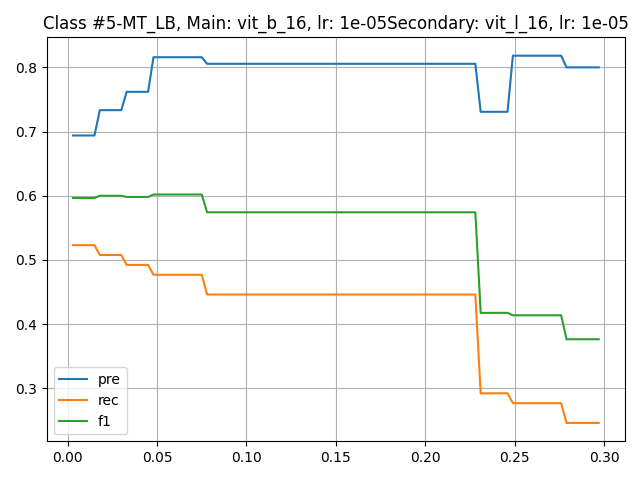 Class #5-MT_LB, Main: vit_b_16, lr: 1e-05Secondary: vit_l_16, lr: 1e-05
0.8
0.7
0.6
0.5
0.4
0.3
pre
rec
f1
0.00 0.05 0.10 0.15 0.20 0.25 0.30